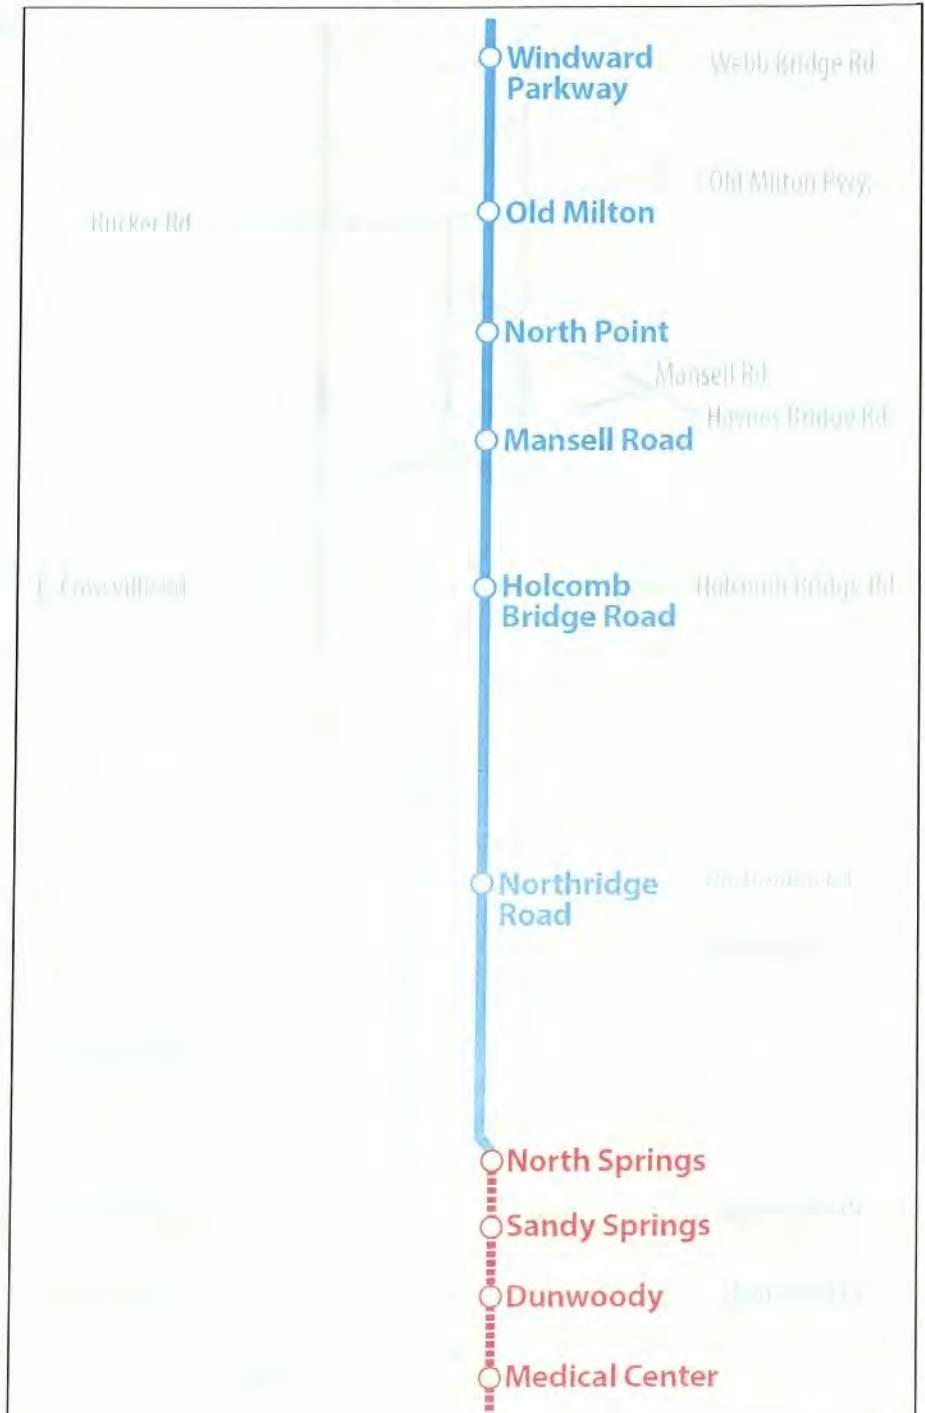 Windward
Parkway
Webb Bridge Rd
Old Milton Pwy.
Old Milton
Rucker Rd
North Point
Mansell Rd
Haynes Bridge Rd
Mansell Road
Holcomb
Bridge Road
Holcomb Bridge Rd
Northridge
Road
North Springs
Sandy Springs
Dunwoody
Medical Center